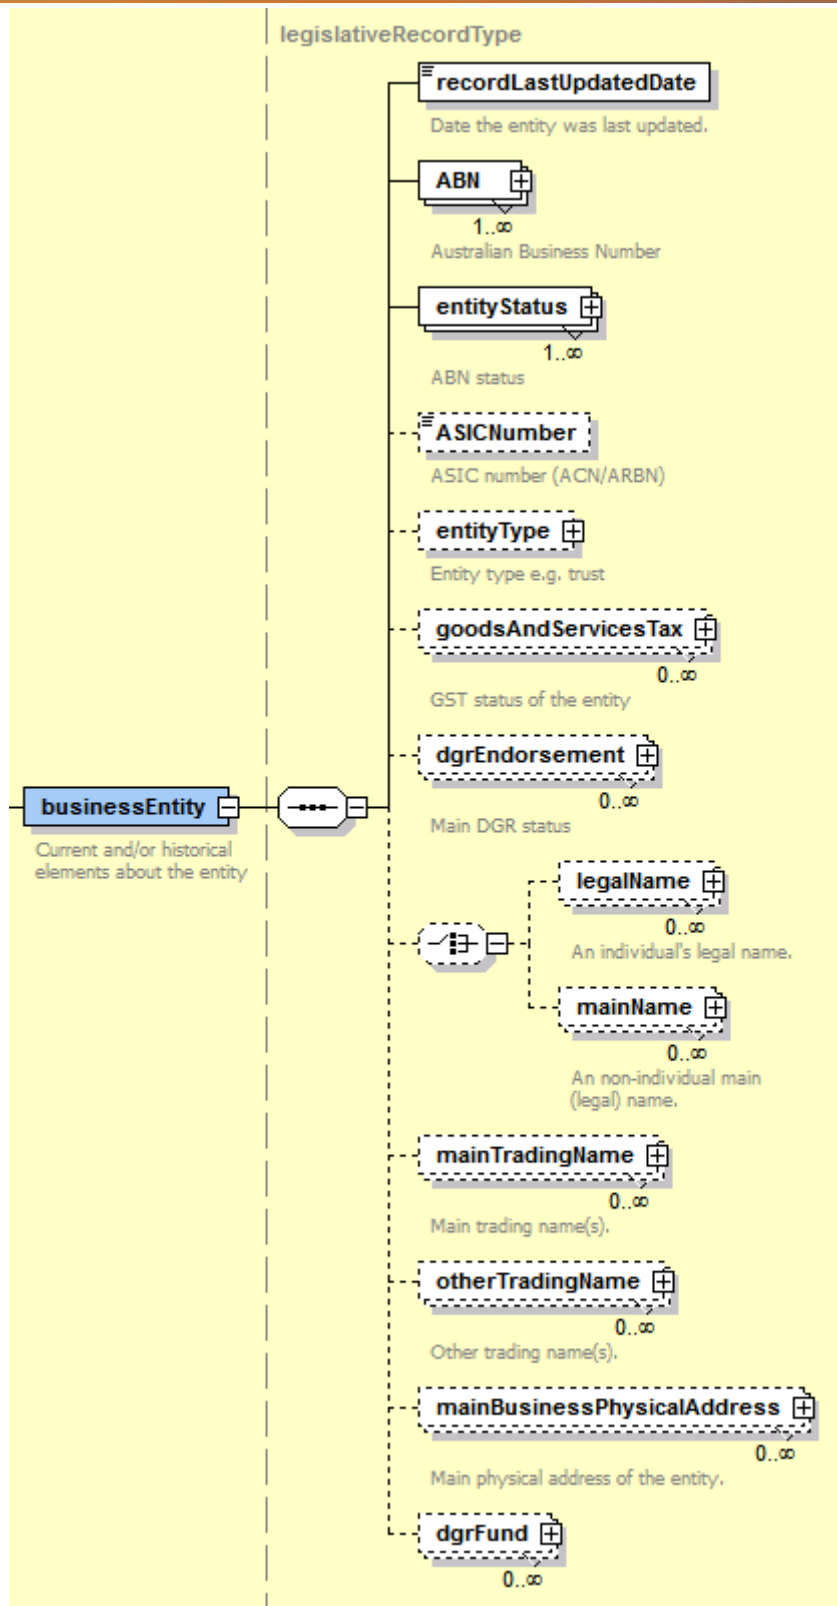 legislativeRecordType
recordLastUpdatedDate
Date the entity was last updated.
ABN
1..∞
Australian Business Number
entityStatus
1..∞
ABN status
ASICNumber
ASIC number (ACN/ARBN)
entityType
Entity type e.g. trust
goodsAndServicesTax
0..∞
GST status of the entity
dgrEndorsement
0..∞
Main DGR status
businessEntity
Current and/or historical
elements about the entity
legalName
0..∞
An individual's legal name.
mainName
0..∞
An non-individual main
(legal) name.
mainTradingName
0..∞
Main trading name(s).
otherTradingName
0..∞
Other trading name(s).
mainBusinessPhysicalAddress
0..∞
Main physical address of the entity.
dgrFund
0..∞